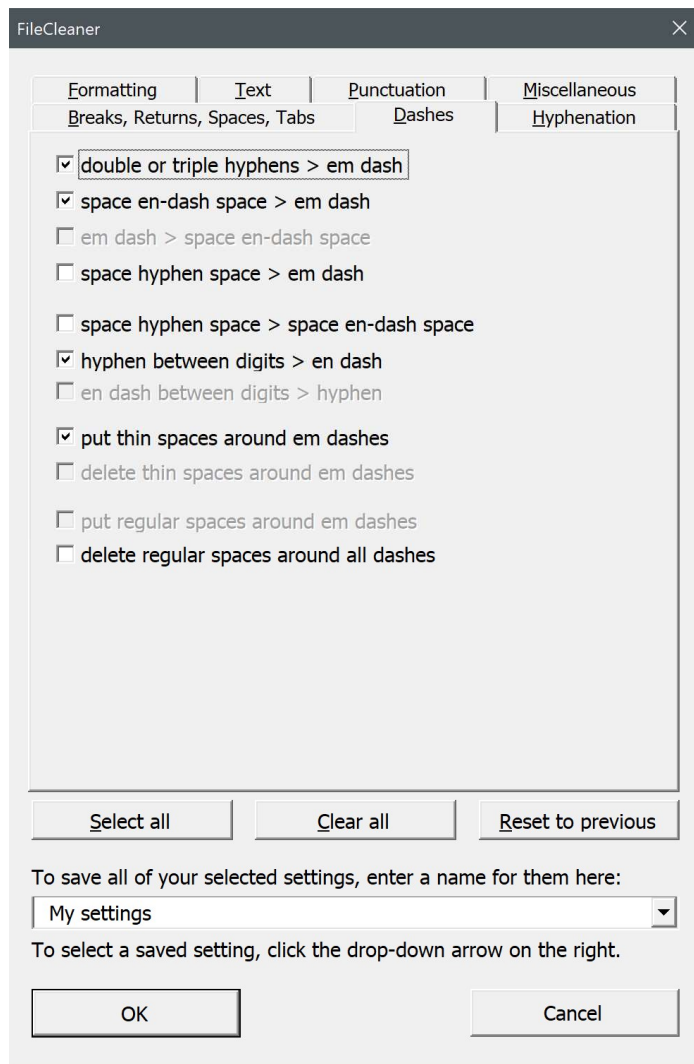 FileCleaner
Formatting Text Punctuation Miscellaneous
Breaks, Returns, Spaces, Tabs Dashes Hyphenation
double or triple hyphens > em dash
space en-dash space > em dash
em dash > space en-dash space
space hyphen space > em dash
space hyphen space > space en-dash space
hyphen between digits > en dash
en dash between digits > hyphen
put thin spaces around em dashes
delete thin spaces around em dashes
put regular spaces around em dashes
delete regular spaces around all dashes
Select all Clear all Reset to previous
To save all of your selected settings, enter a name for them here:
My settings
To select a saved setting, click the drop-down arrow on the right.
OK Cancel